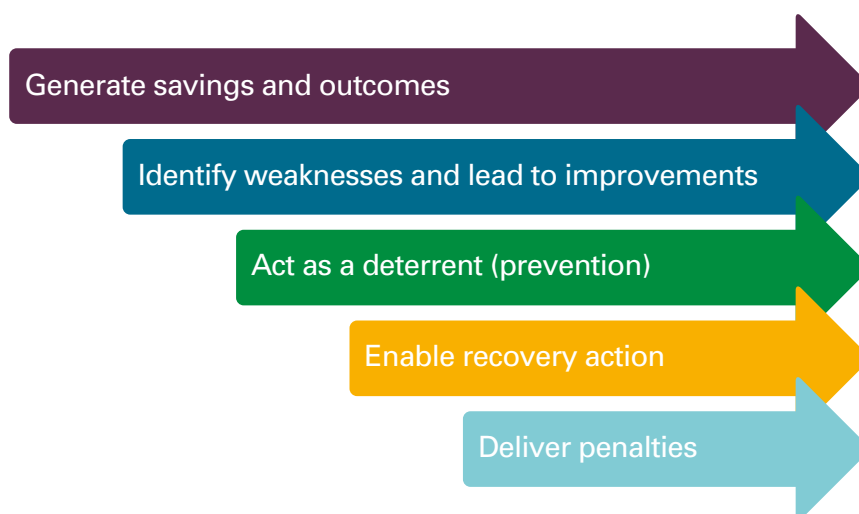 Generate savings and outcomes
Identify weaknesses and lead to improvements
Act as a deterrent (prevention)
Enable recovery action
Deliver penalties